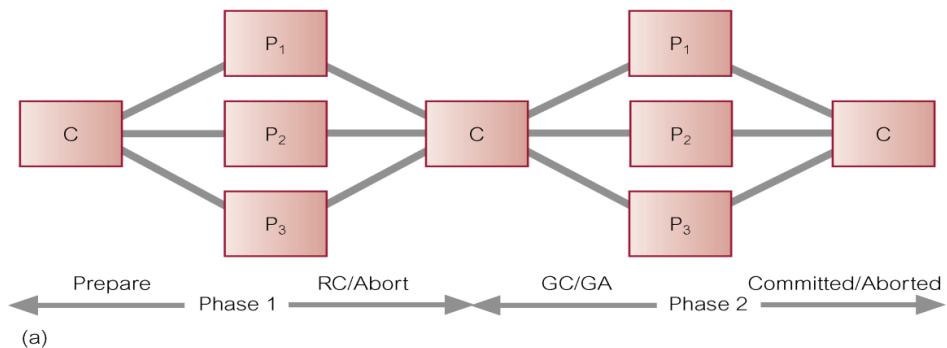 P₁ P₁
C P₂ C P₂ C
P₃ P₃
Prepare RC/Abort GC/GA Committed/Aborted
Phase 1 Phase 2
(a)